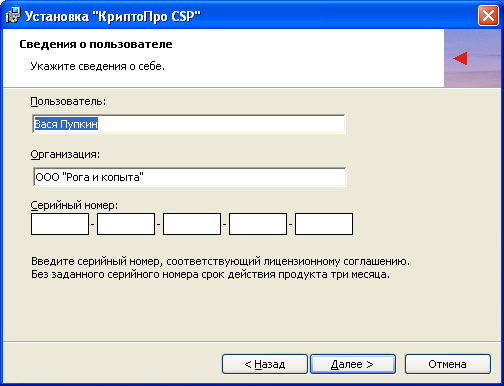 Установка "КриптоПро CSP"
Сведения о пользователе
Укажите сведения о себе.
Пользователь:
Вася Пупкин
Организация:
ООО "Рога и копыта"
Серийный номер:
- - - -
Введите серийный номер, соответствующий лицензионному соглашению.
Без заданного серийного номера срок действия продукта три месяца.
< Назад Далее > Отмена